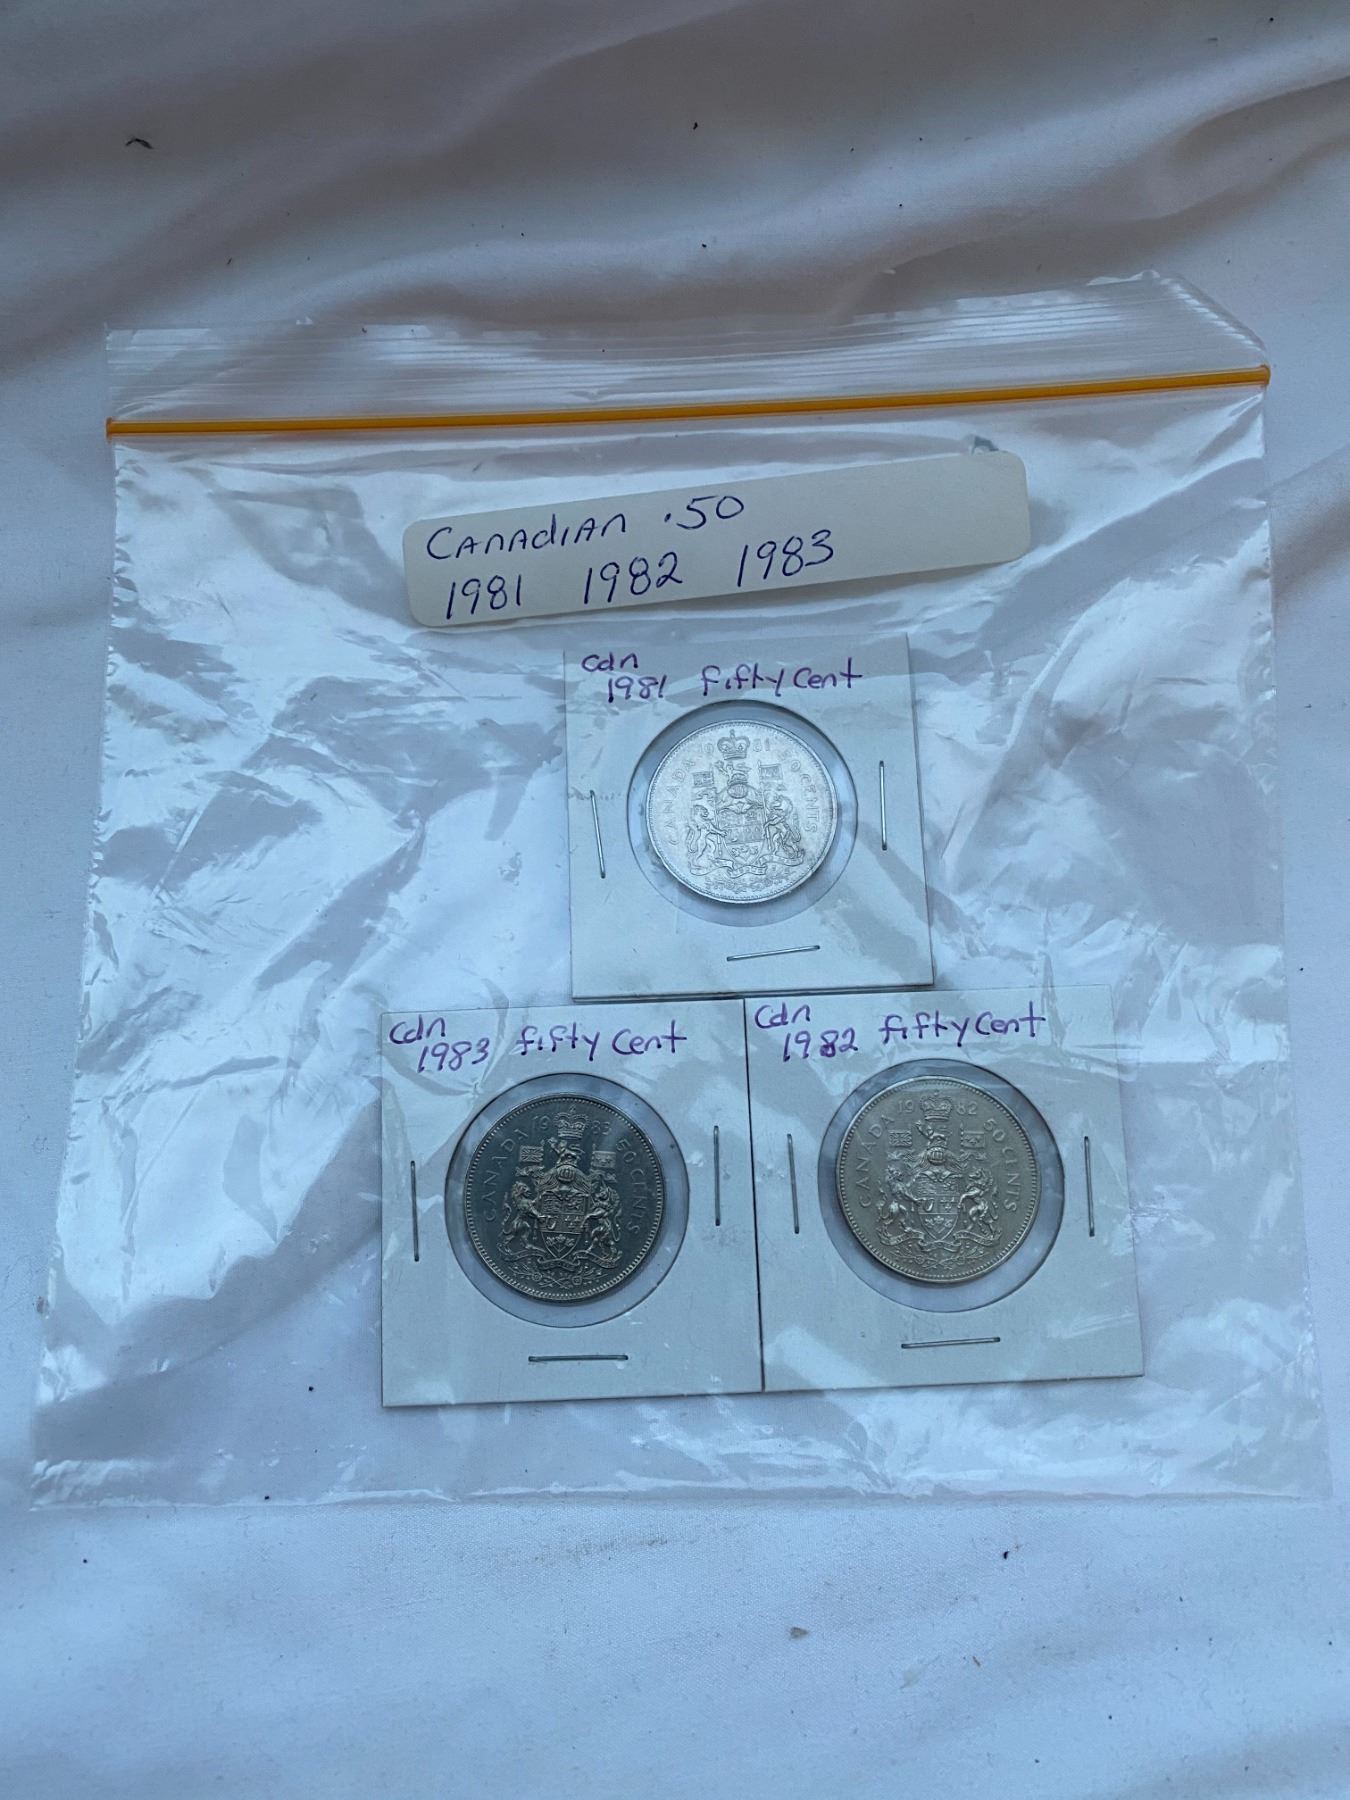 Canadian .50
1981 1982 1983
cdn
1981 fifty cent
1981
CANADA
50 CENTS
cdn
1983 fifty cent
1983
CANADA
50 CENTS
cdn
1982 fifty cent
1982
CANADA
50 CENTS